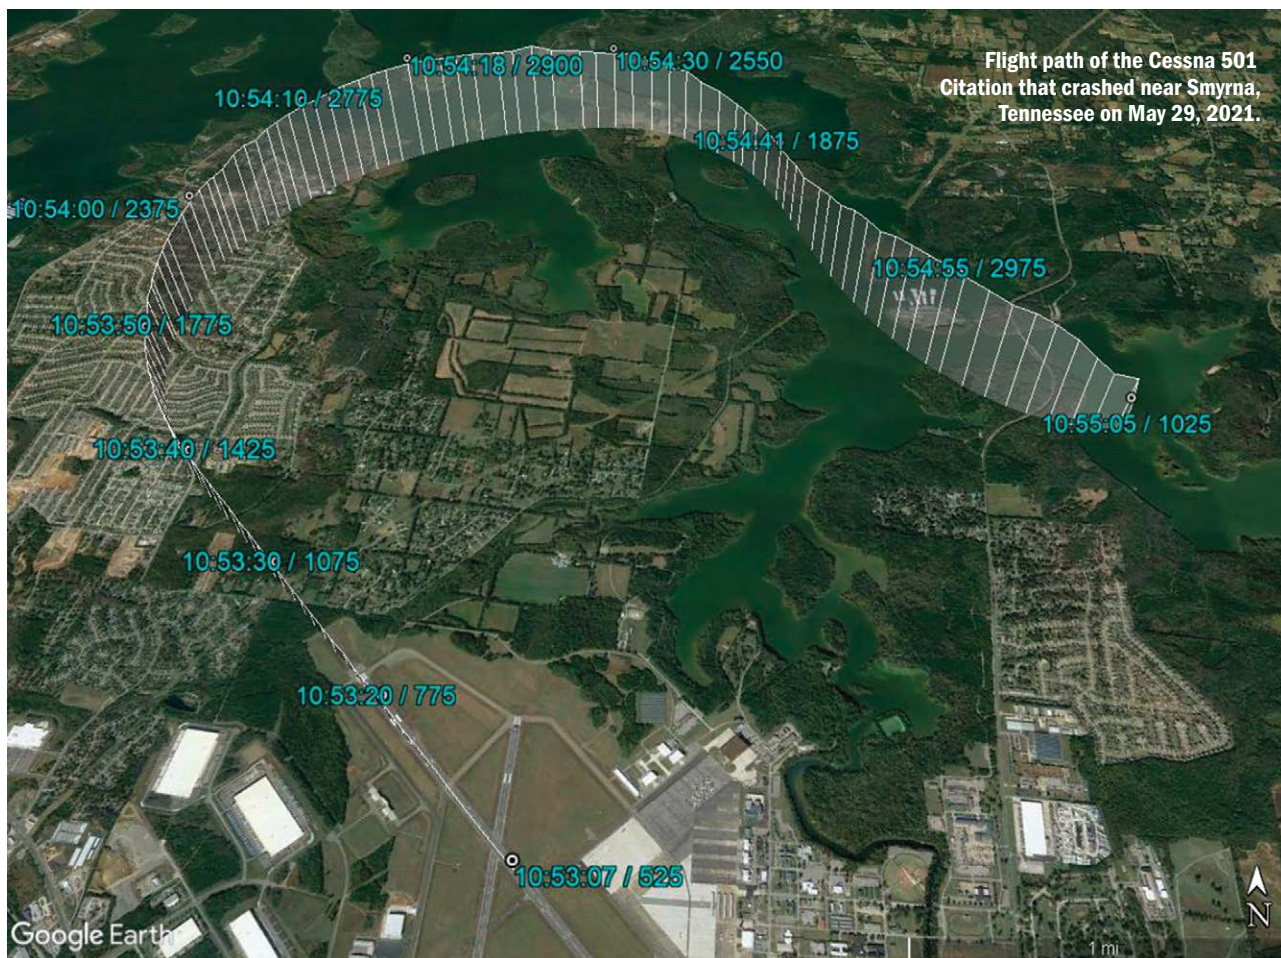 Flight path of the Cessna 501
Citation that crashed near Smyrna,
Tennessee on May 29, 2021.
10:54:18 / 2900
10:54:30 / 2550
10:54:10 / 2775
10:54:41 / 1875
10:54:00 / 2375
10:54:55 / 2975
10:53:50 / 1775
10:55:05 / 1025
10:53:40 / 1425
10:53:30 / 1075
10:53:20 / 775
10:53:07 / 525
N
Google Earth
1 mi